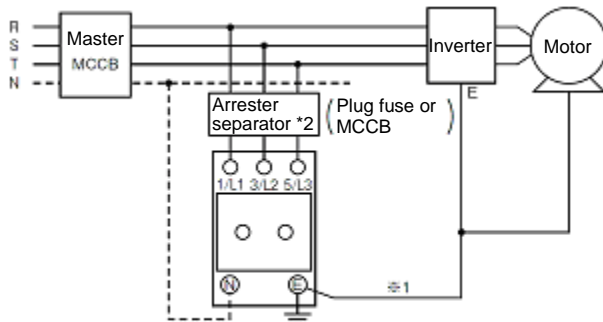 R
S
T
N
Master
MCCB
Inverter
Motor
E
Arrester
separator *2
(Plug fuse or
MCCB)
1/L1 3/L2 5/L3
N
E
※1